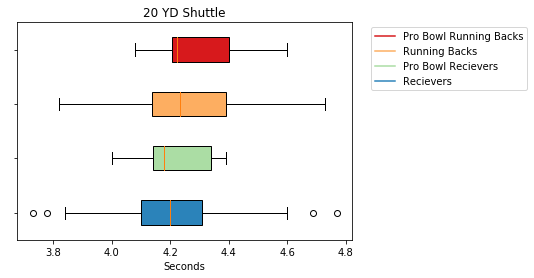 20 YD Shuttle
Pro Bowl Running Backs
Running Backs
Pro Bowl Recievers
Recievers
3.8 4.0 4.2 4.4 4.6 4.8
Seconds